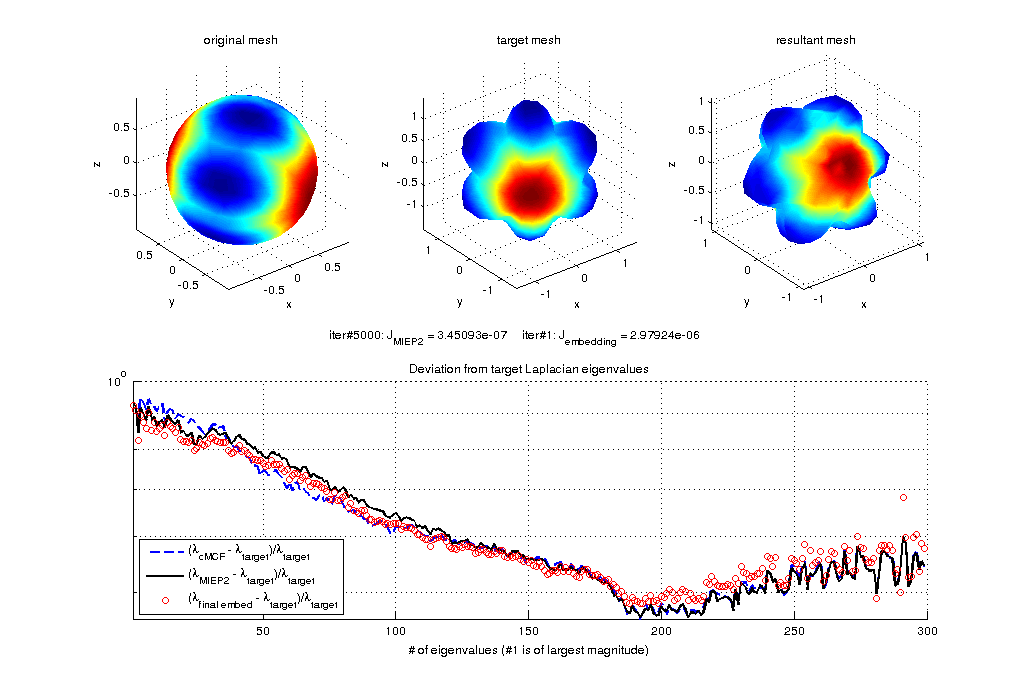 original mesh
target mesh
resultant mesh
0.5
0
-0.5
z
0.5
0
-0.5
y
-0.5
0
0.5
x
1
0.5
0
-0.5
-1
z
1
0
-1
y
-1
0
1
x
1
0.5
0
-0.5
-1
z
1
0
-1
y
-1
0
1
x
iter#5000: J_MIEP2 = 3.45093e-07 iter#1: J_embedding = 2.97924e-06
Deviation from target Laplacian eigenvalues
10^0
(λ_cMCF - λ_target)/λ_target
(λ_MIEP2 - λ_target)/λ_target
(λ_final embed - λ_target)/λ_target
50
100
150
200
250
300
# of eigenvalues (#1 is of largest magnitude)